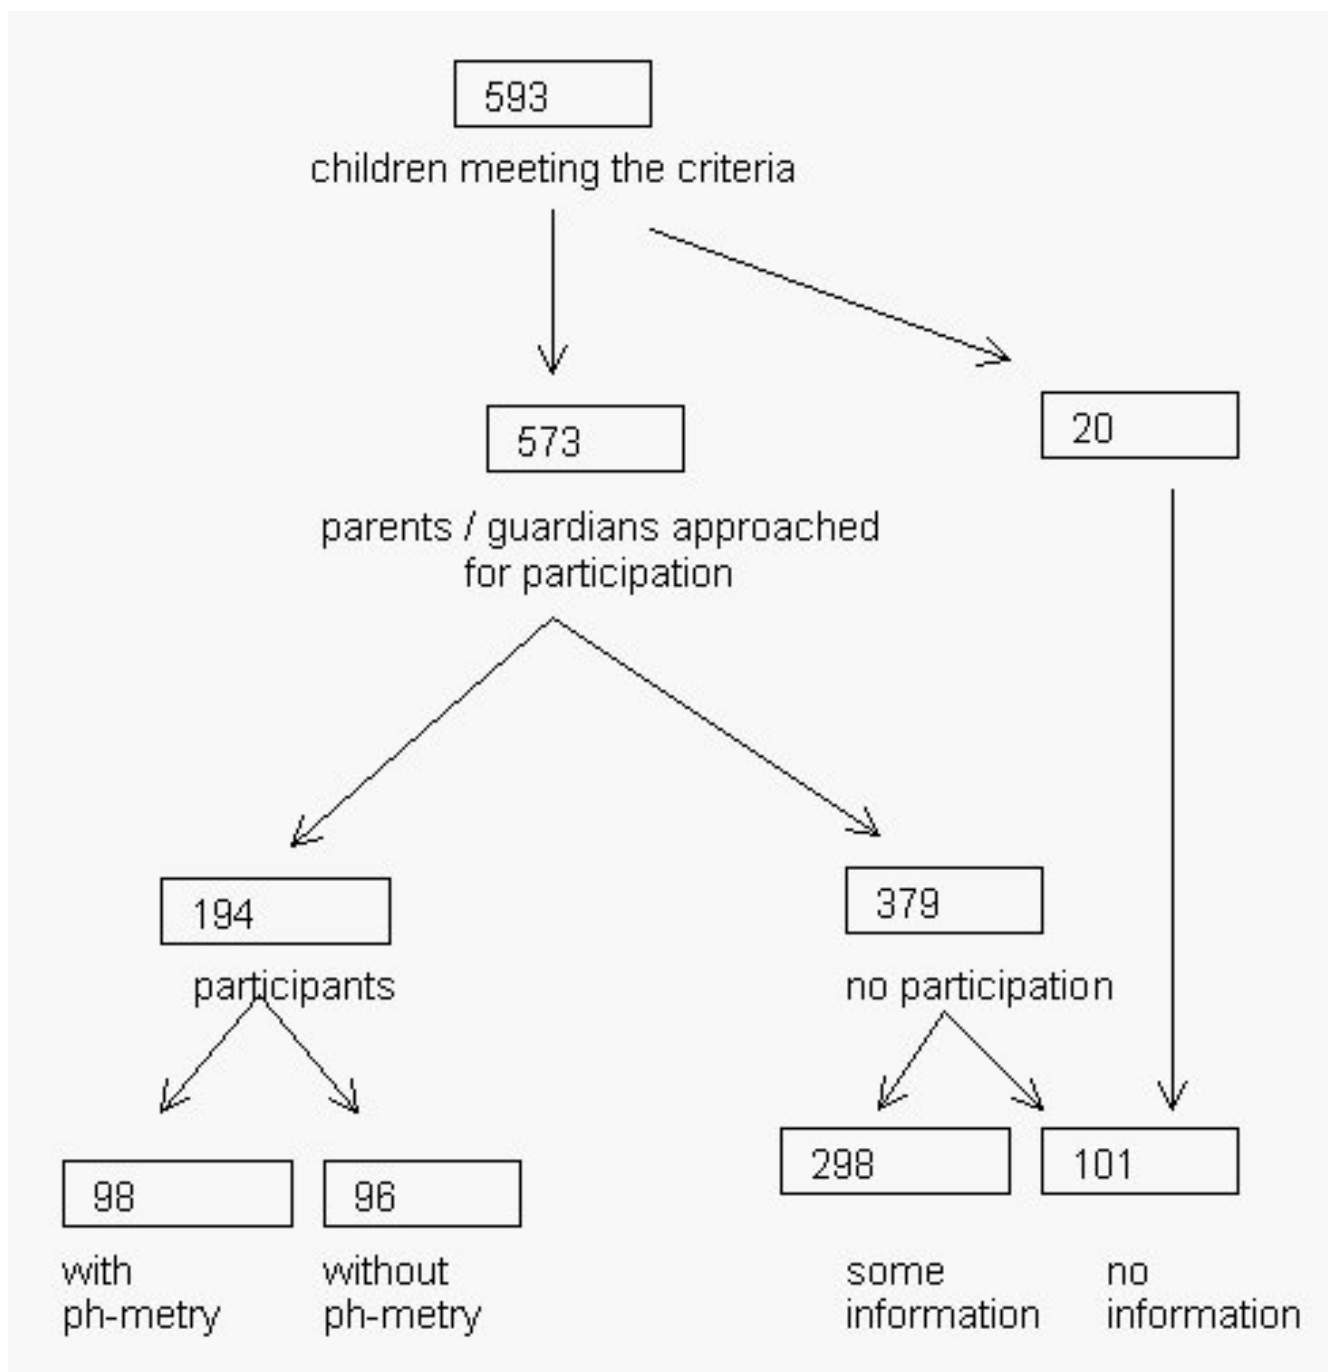 593
children meeting the criteria
573
20
parents / guardians approached
for participation
194
379
participants
no participation
98
96
298
101
with
ph-metry
without
ph-metry
some
information
no
information